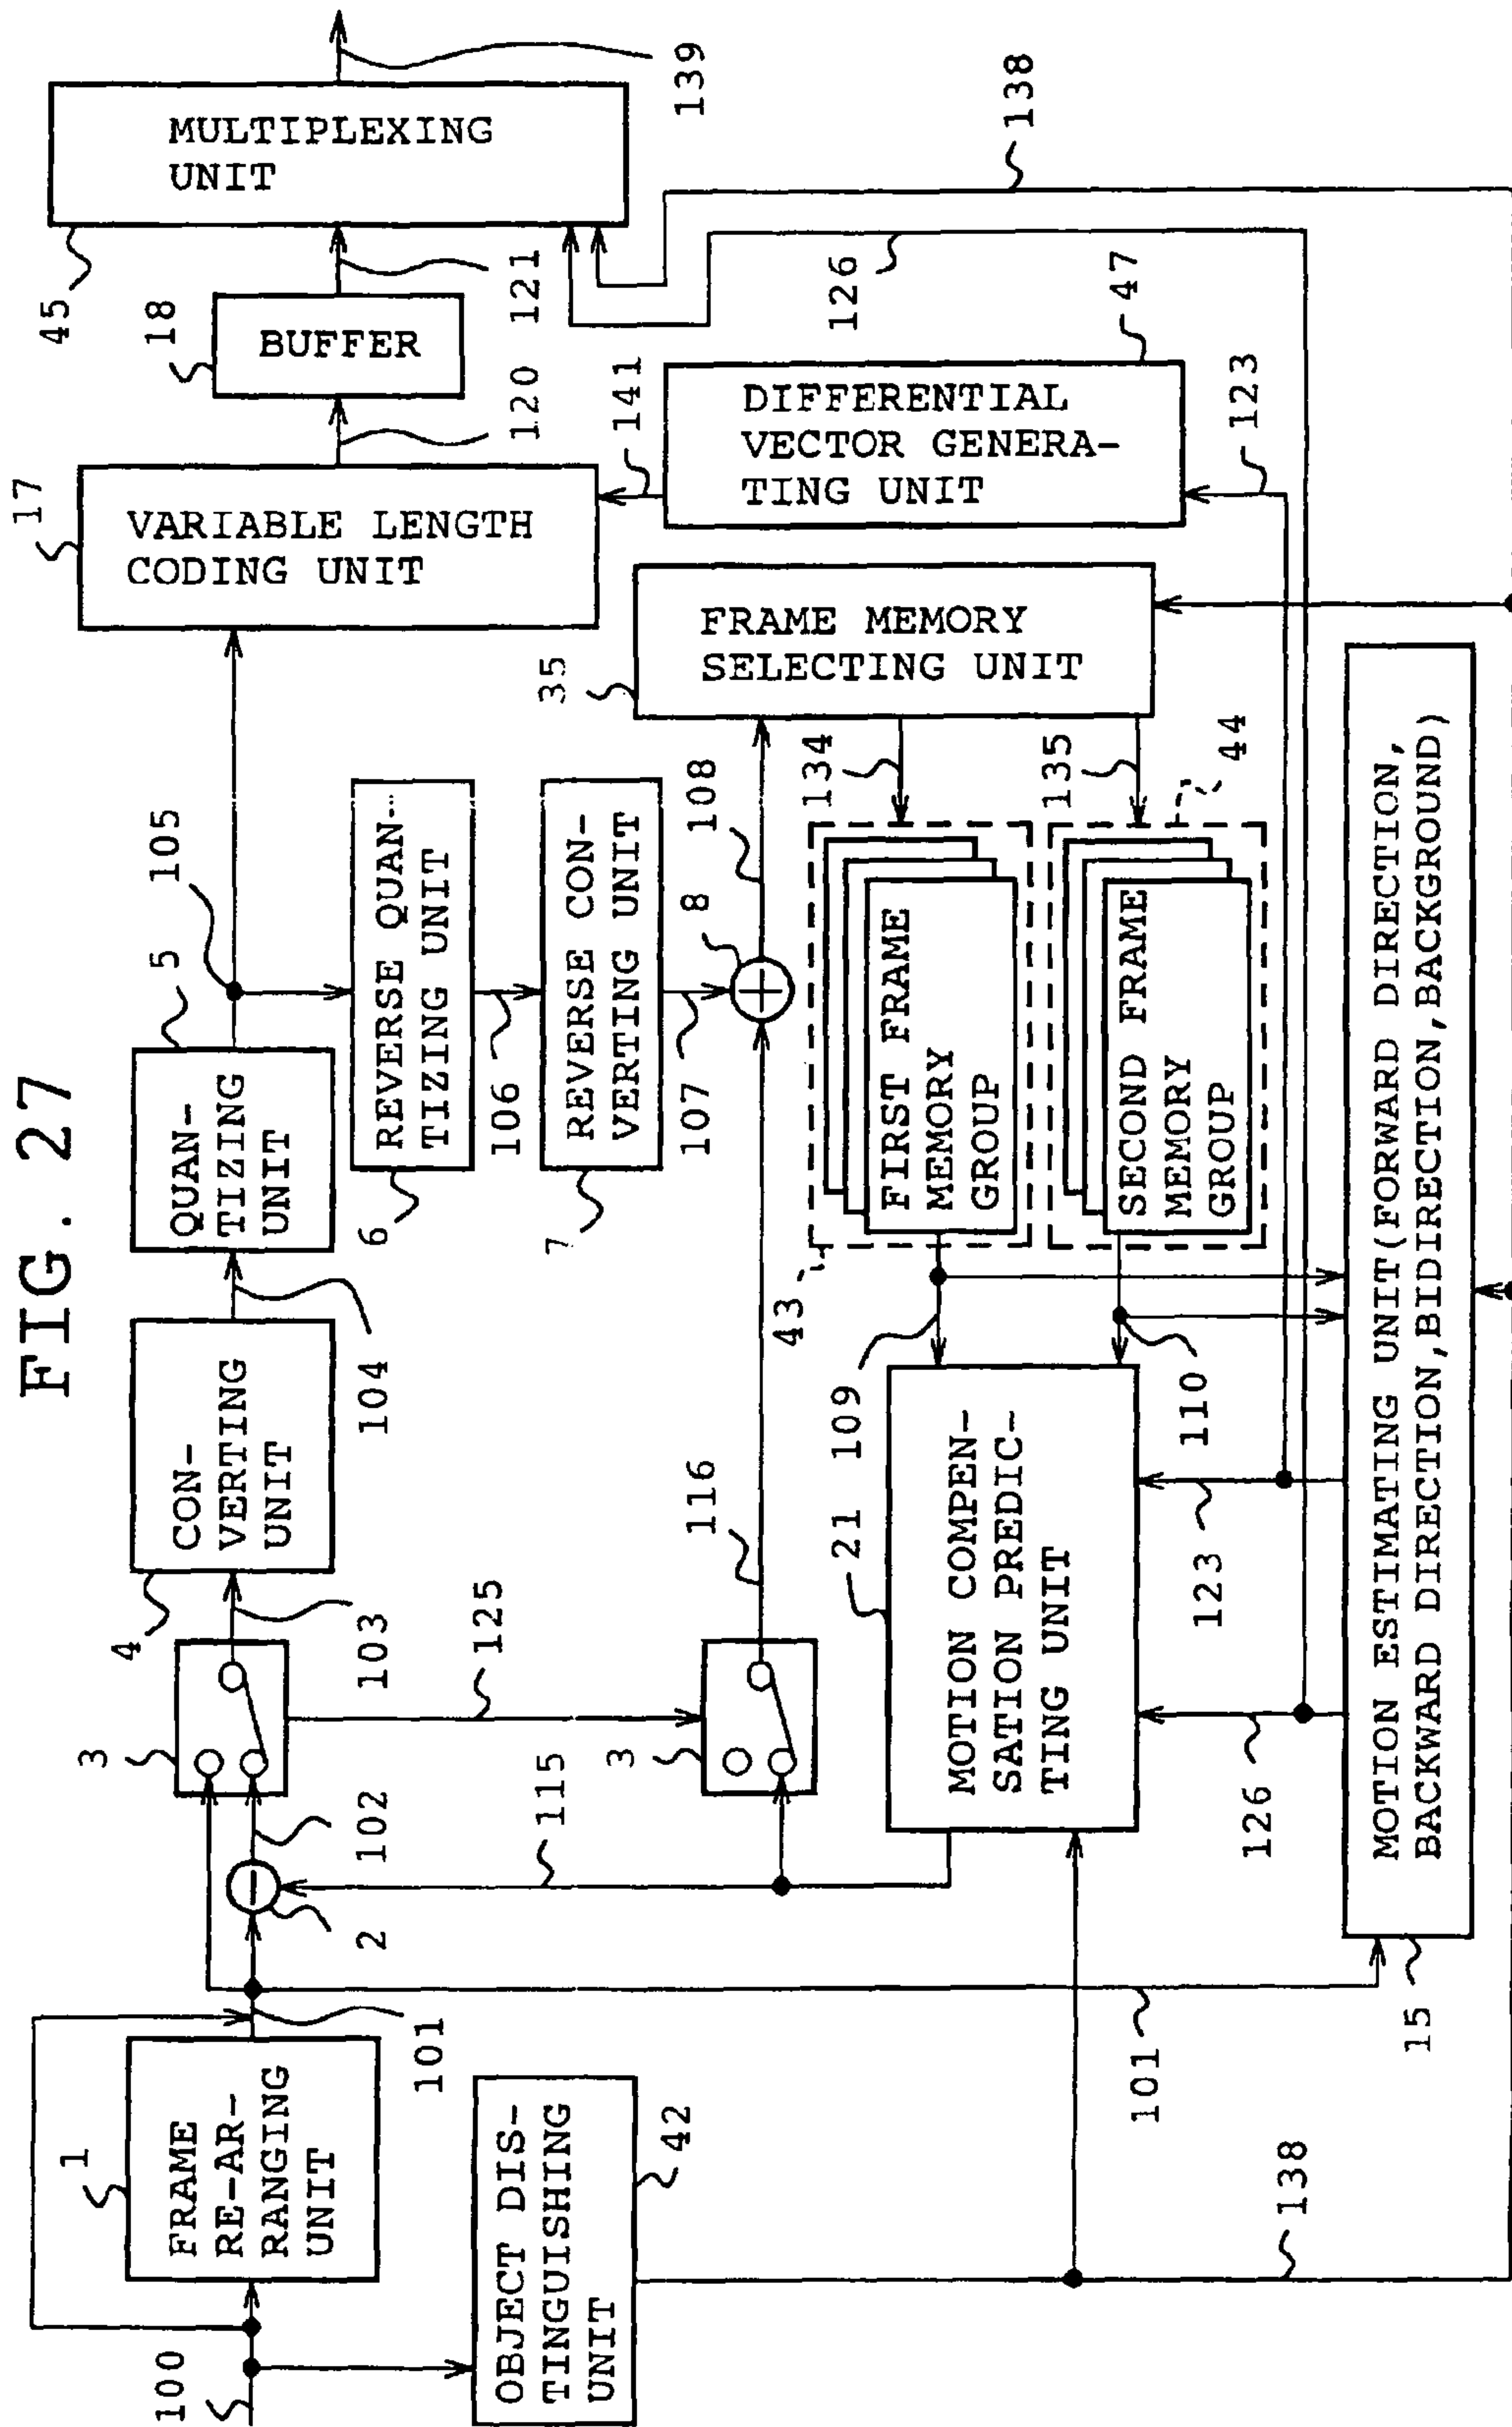 FIG. 27
100
1
FRAME
RE-AR-
RANGING
UNIT
101
OBJECT DIS-
TINGUISHING
UNIT
42
138
101
2
102
3
103
125
115
3
116
4
CON-
VERTING
UNIT
104
5
QUAN-
TIZING
UNIT
105
6
REVERSE QUAN-
TIZING UNIT
106
7
REVERSE CON-
VERTING UNIT
107
8
108
17
VARIABLE LENGTH
CODING UNIT
120
18
BUFFER
121
45
MULTIPLEXING
UNIT
139
138
126
47
DIFFERENTIAL
VECTOR GENERA-
TING UNIT
141
123
35
FRAME MEMORY
SELECTING UNIT
134
135
43
FIRST FRAME
MEMORY
GROUP
44
SECOND FRAME
MEMORY
GROUP
109
110
21
MOTION COMPEN-
SATION PREDIC-
TING UNIT
123
126
15
MOTION ESTIMATING UNIT(FORWARD DIRECTION,
BACKWARD DIRECTION,BIDIRECTION,BACKGROUND)